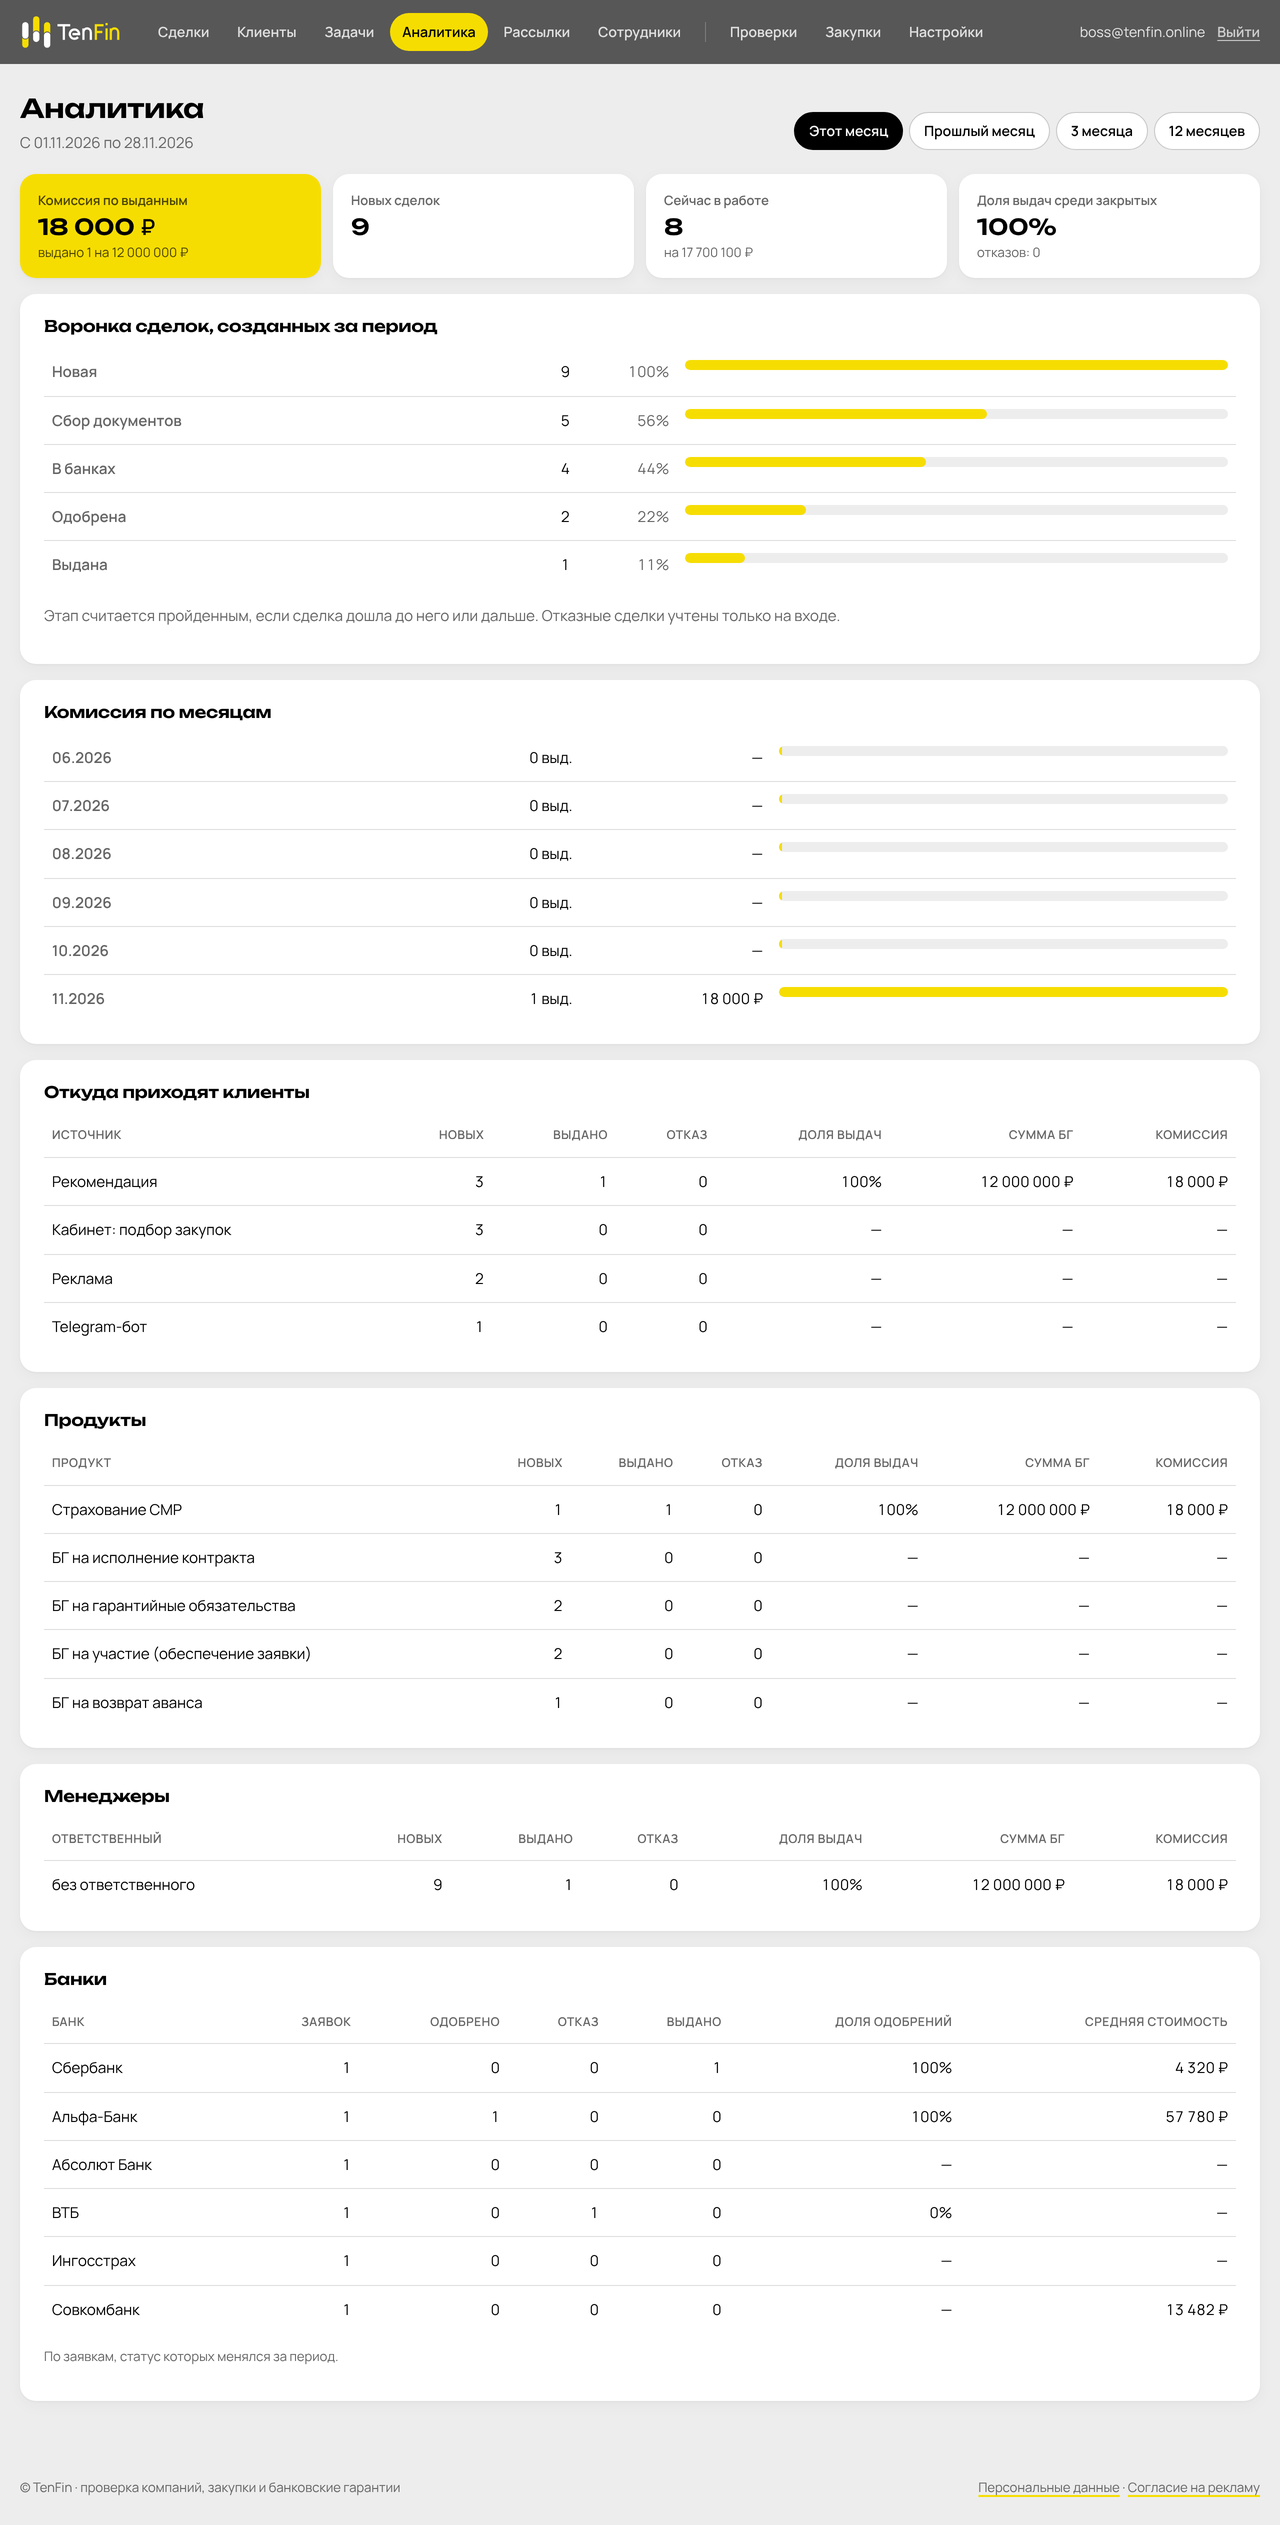 TenFin Сделки Клиенты Задачи Аналитика Рассылки Сотрудники Проверки Закупки Настройки boss@tenfin.online Выйти
Аналитика
С 01.11.2026 по 28.11.2026
Этот месяц Прошлый месяц 3 месяца 12 месяцев
Комиссия по выданным
18 000 ₽
выдано 1 на 12 000 000 ₽
Новых сделок
9
Сейчас в работе
8
на 17 700 100 ₽
Доля выдач среди закрытых
100%
отказов: 0
Воронка сделок, созданных за период
Новая 9 100%
Сбор документов 5 56%
В банках 4 44%
Одобрена 2 22%
Выдана 1 11%
Этап считается пройденным, если сделка дошла до него или дальше. Отказные сделки учтены только на входе.
Комиссия по месяцам
06.2026 0 выд. —
07.2026 0 выд. —
08.2026 0 выд. —
09.2026 0 выд. —
10.2026 0 выд. —
11.2026 1 выд. 18 000 ₽
Откуда приходят клиенты
ИСТОЧНИК НОВЫХ ВЫДАНО ОТКАЗ ДОЛЯ ВЫДАЧ СУММА БГ КОМИССИЯ
Рекомендация 3 1 0 100% 12 000 000 ₽ 18 000 ₽
Кабинет: подбор закупок 3 0 0 — — —
Реклама 2 0 0 — — —
Telegram-бот 1 0 0 — — —
Продукты
ПРОДУКТ НОВЫХ ВЫДАНО ОТКАЗ ДОЛЯ ВЫДАЧ СУММА БГ КОМИССИЯ
Страхование СМР 1 1 0 100% 12 000 000 ₽ 18 000 ₽
БГ на исполнение контракта 3 0 0 — — —
БГ на гарантийные обязательства 2 0 0 — — —
БГ на участие (обеспечение заявки) 2 0 0 — — —
БГ на возврат аванса 1 0 0 — — —
Менеджеры
ОТВЕТСТВЕННЫЙ НОВЫХ ВЫДАНО ОТКАЗ ДОЛЯ ВЫДАЧ СУММА БГ КОМИССИЯ
без ответственного 9 1 0 100% 12 000 000 ₽ 18 000 ₽
Банки
БАНК ЗАЯВОК ОДОБРЕНО ОТКАЗ ВЫДАНО ДОЛЯ ОДОБРЕНИЙ СРЕДНЯЯ СТОИМОСТЬ
Сбербанк 1 0 0 1 100% 4 320 ₽
Альфа-Банк 1 1 0 0 100% 57 780 ₽
Абсолют Банк 1 0 0 0 — —
ВТБ 1 0 1 0 0% —
Ингосстрах 1 0 0 0 — —
Совкомбанк 1 0 0 0 — 13 482 ₽
По заявкам, статус которых менялся за период.
© TenFin · проверка компаний, закупки и банковские гарантии Персональные данные · Согласие на рекламу